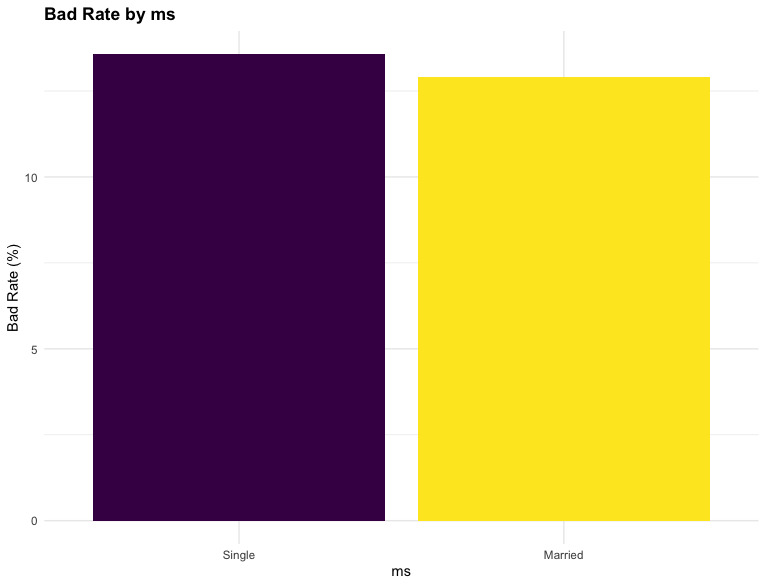 Bad Rate by ms
Bad Rate (%)
10
5
0
Single
Married
ms